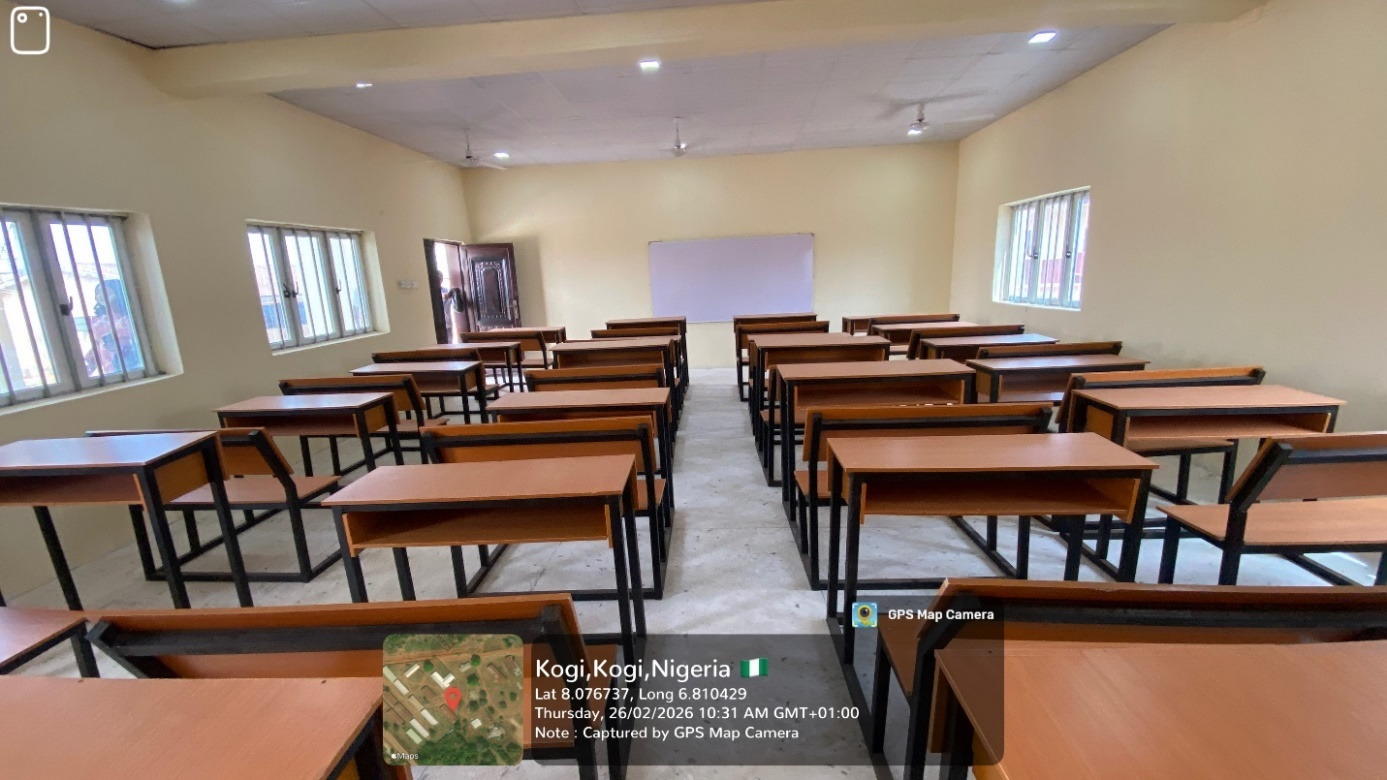 GPS Map Camera
Kogi,Kogi,Nigeria 🇳🇬
Lat 8.076737, Long 6.810429
Thursday, 26/02/2026 10:31 AM GMT+01:00
Note : Captured by GPS Map Camera
Maps